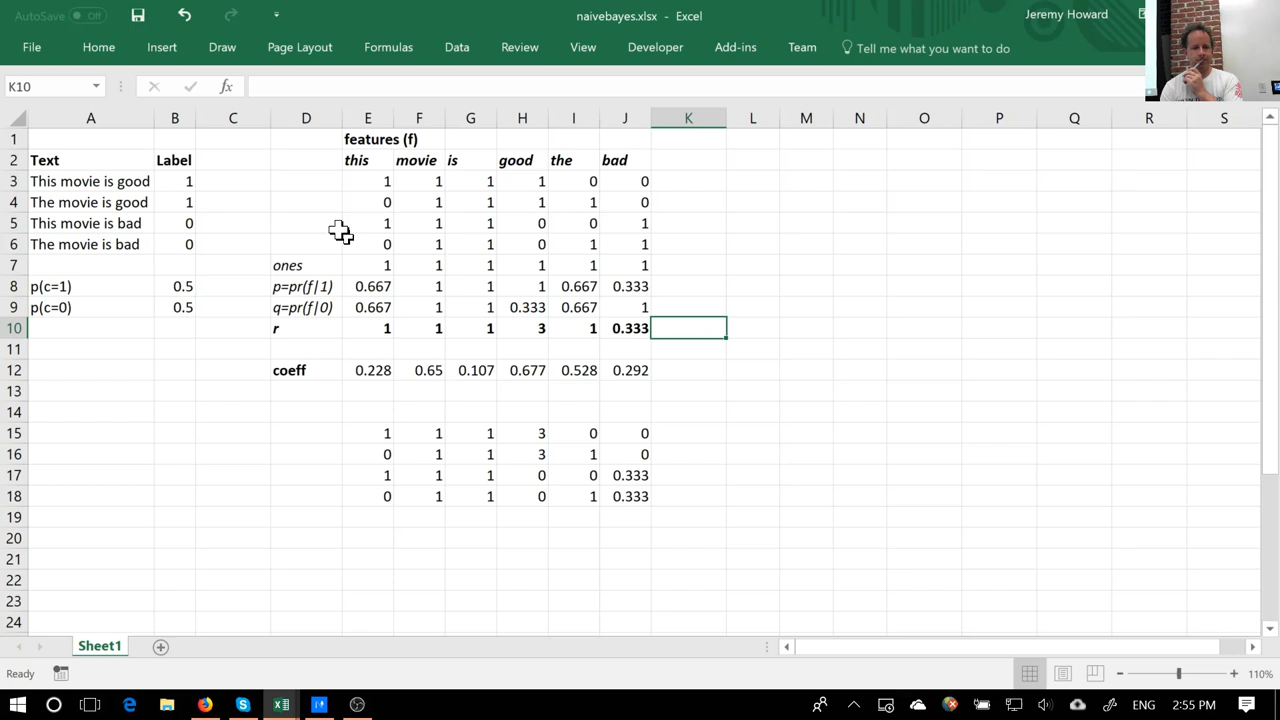 AutoSave Off
naivebayes.xlsx - Excel
Jeremy Howard
File Home Insert Draw Page Layout Formulas Data Review View Developer Add-ins Team Tell me what you want to do
K10 fx
A B C D E F G H I J K L M N O P Q R S
1 features (f)
2 Text Label this movie is good the bad
3 This movie is good 1 1 1 1 1 0 0
4 The movie is good 1 0 1 1 1 1 0
5 This movie is bad 0 1 1 1 0 0 1
6 The movie is bad 0 0 1 1 0 1 1
7 ones 1 1 1 1 1 1
8 p(c=1) 0.5 p=pr(f|1) 0.667 1 1 1 0.667 0.333
9 p(c=0) 0.5 q=pr(f|0) 0.667 1 1 0.333 0.667 1
10 r 1 1 1 3 1 0.333
11
12 coeff 0.228 0.65 0.107 0.677 0.528 0.292
13
14
15 1 1 1 3 0 0
16 0 1 1 3 1 0
17 1 1 1 0 0 0.333
18 0 1 1 0 1 0.333
19
20
21
22
23
24
Sheet1
Ready 110%
ENG 2:55 PM